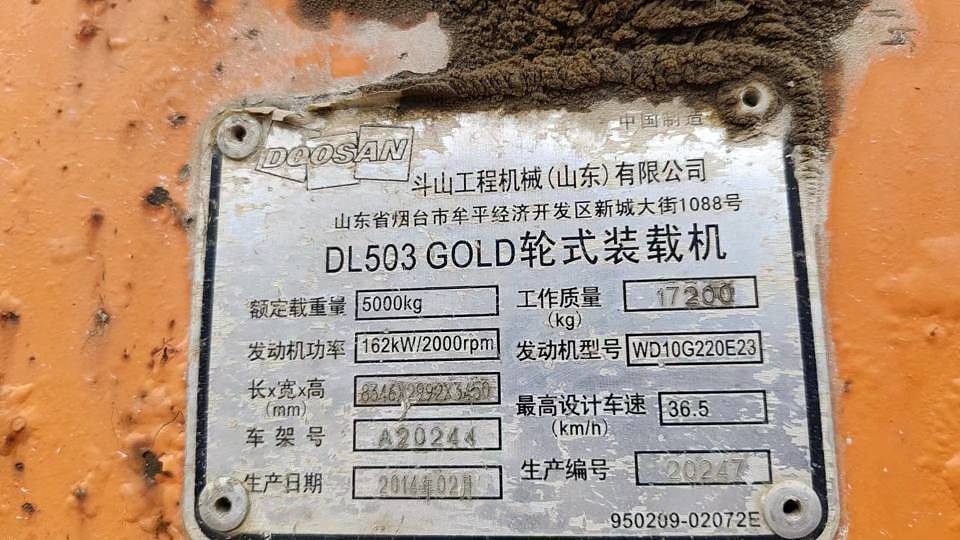 中国制造
DOOSAN
斗山工程机械(山东)有限公司
山东省烟台市牟平经济开发区新城大街1088号
DL503 GOLD轮式装载机
额定载重量 5000kg 工作质量(kg) 17200
发动机功率 162kW/2000rpm 发动机型号 WD10G220E23
长x宽x高(mm) 8346X2992X3450 最高设计车速(km/h) 36.5
车架号 A20244 生产编号 20247
生产日期 2014年02月
950209-02072E